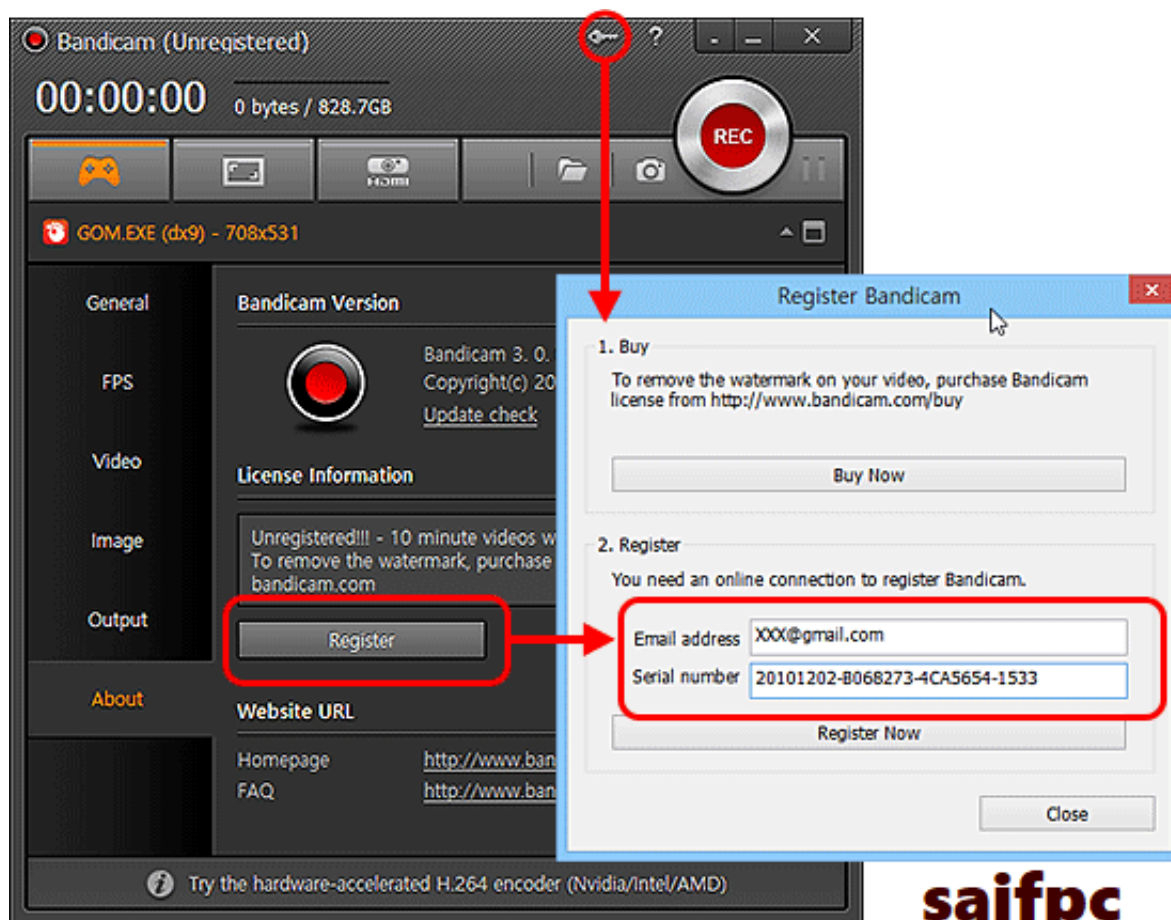 Bandicam (Unregistered)
?
00:00:00
0 bytes / 828.7GB
REC
HDMI
GOM.EXE (dx9) - 708x531
General
FPS
Video
Image
Output
About
Bandicam Version
Bandicam 3. 0.
Copyright(c) 20
Update check
License Information
Unregistered!!! - 10 minute videos w
To remove the watermark, purchase
bandicam.com
Register
Website URL
Homepage
http://www.ban
FAQ
http://www.ban
Try the hardware-accelerated H.264 encoder (Nvidia/Intel/AMD)
Register Bandicam
1. Buy
To remove the watermark on your video, purchase Bandicam
license from http://www.bandicam.com/buy
Buy Now
2. Register
You need an online connection to register Bandicam.
Email address XXX@gmail.com
Serial number 20101202-B068273-4CA5654-1533
Register Now
Close
saifpc